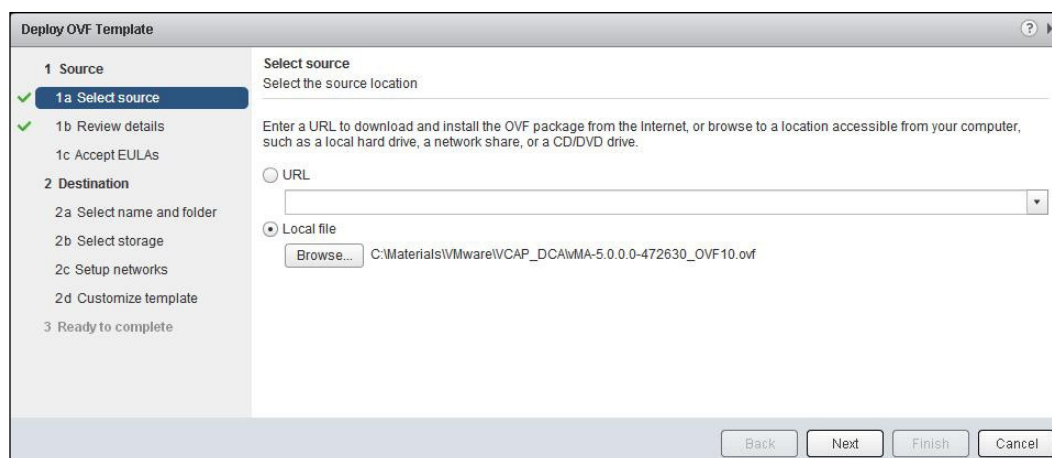 Deploy OVF Template
?
1 Source
1a Select source
1b Review details
1c Accept EULAs
2 Destination
2a Select name and folder
2b Select storage
2c Setup networks
2d Customize template
3 Ready to complete
Select source
Select the source location
Enter a URL to download and install the OVF package from the Internet, or browse to a location accessible from your computer,
such as a local hard drive, a network share, or a CD/DVD drive.
URL
Local file
Browse... C:\Materials\VMware\VCAP_DCA\vMA-5.0.0.0-472630_OVF10.ovf
Back Next Finish Cancel